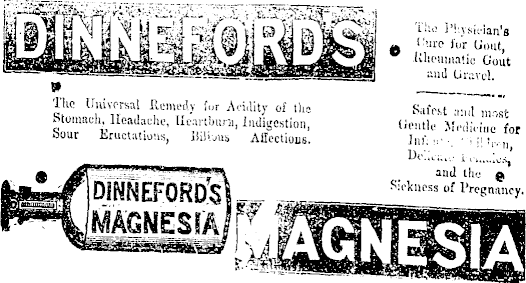 DINNEFORD'S
The Physician's
Cure for Gout,
Rheumatic Gout
and Gravel.
The Universal Remedy for Acidity of the
Stomach, Headache, Heartburn, Indigestion,
Sour Eructations, Bilious Affections.
Safest and most
Gentle Medicine for
Infants, Children,
Delicate Females,
and the
Sickness of Pregnancy.
DINNEFORD'S
MAGNESIA
MAGNESIA